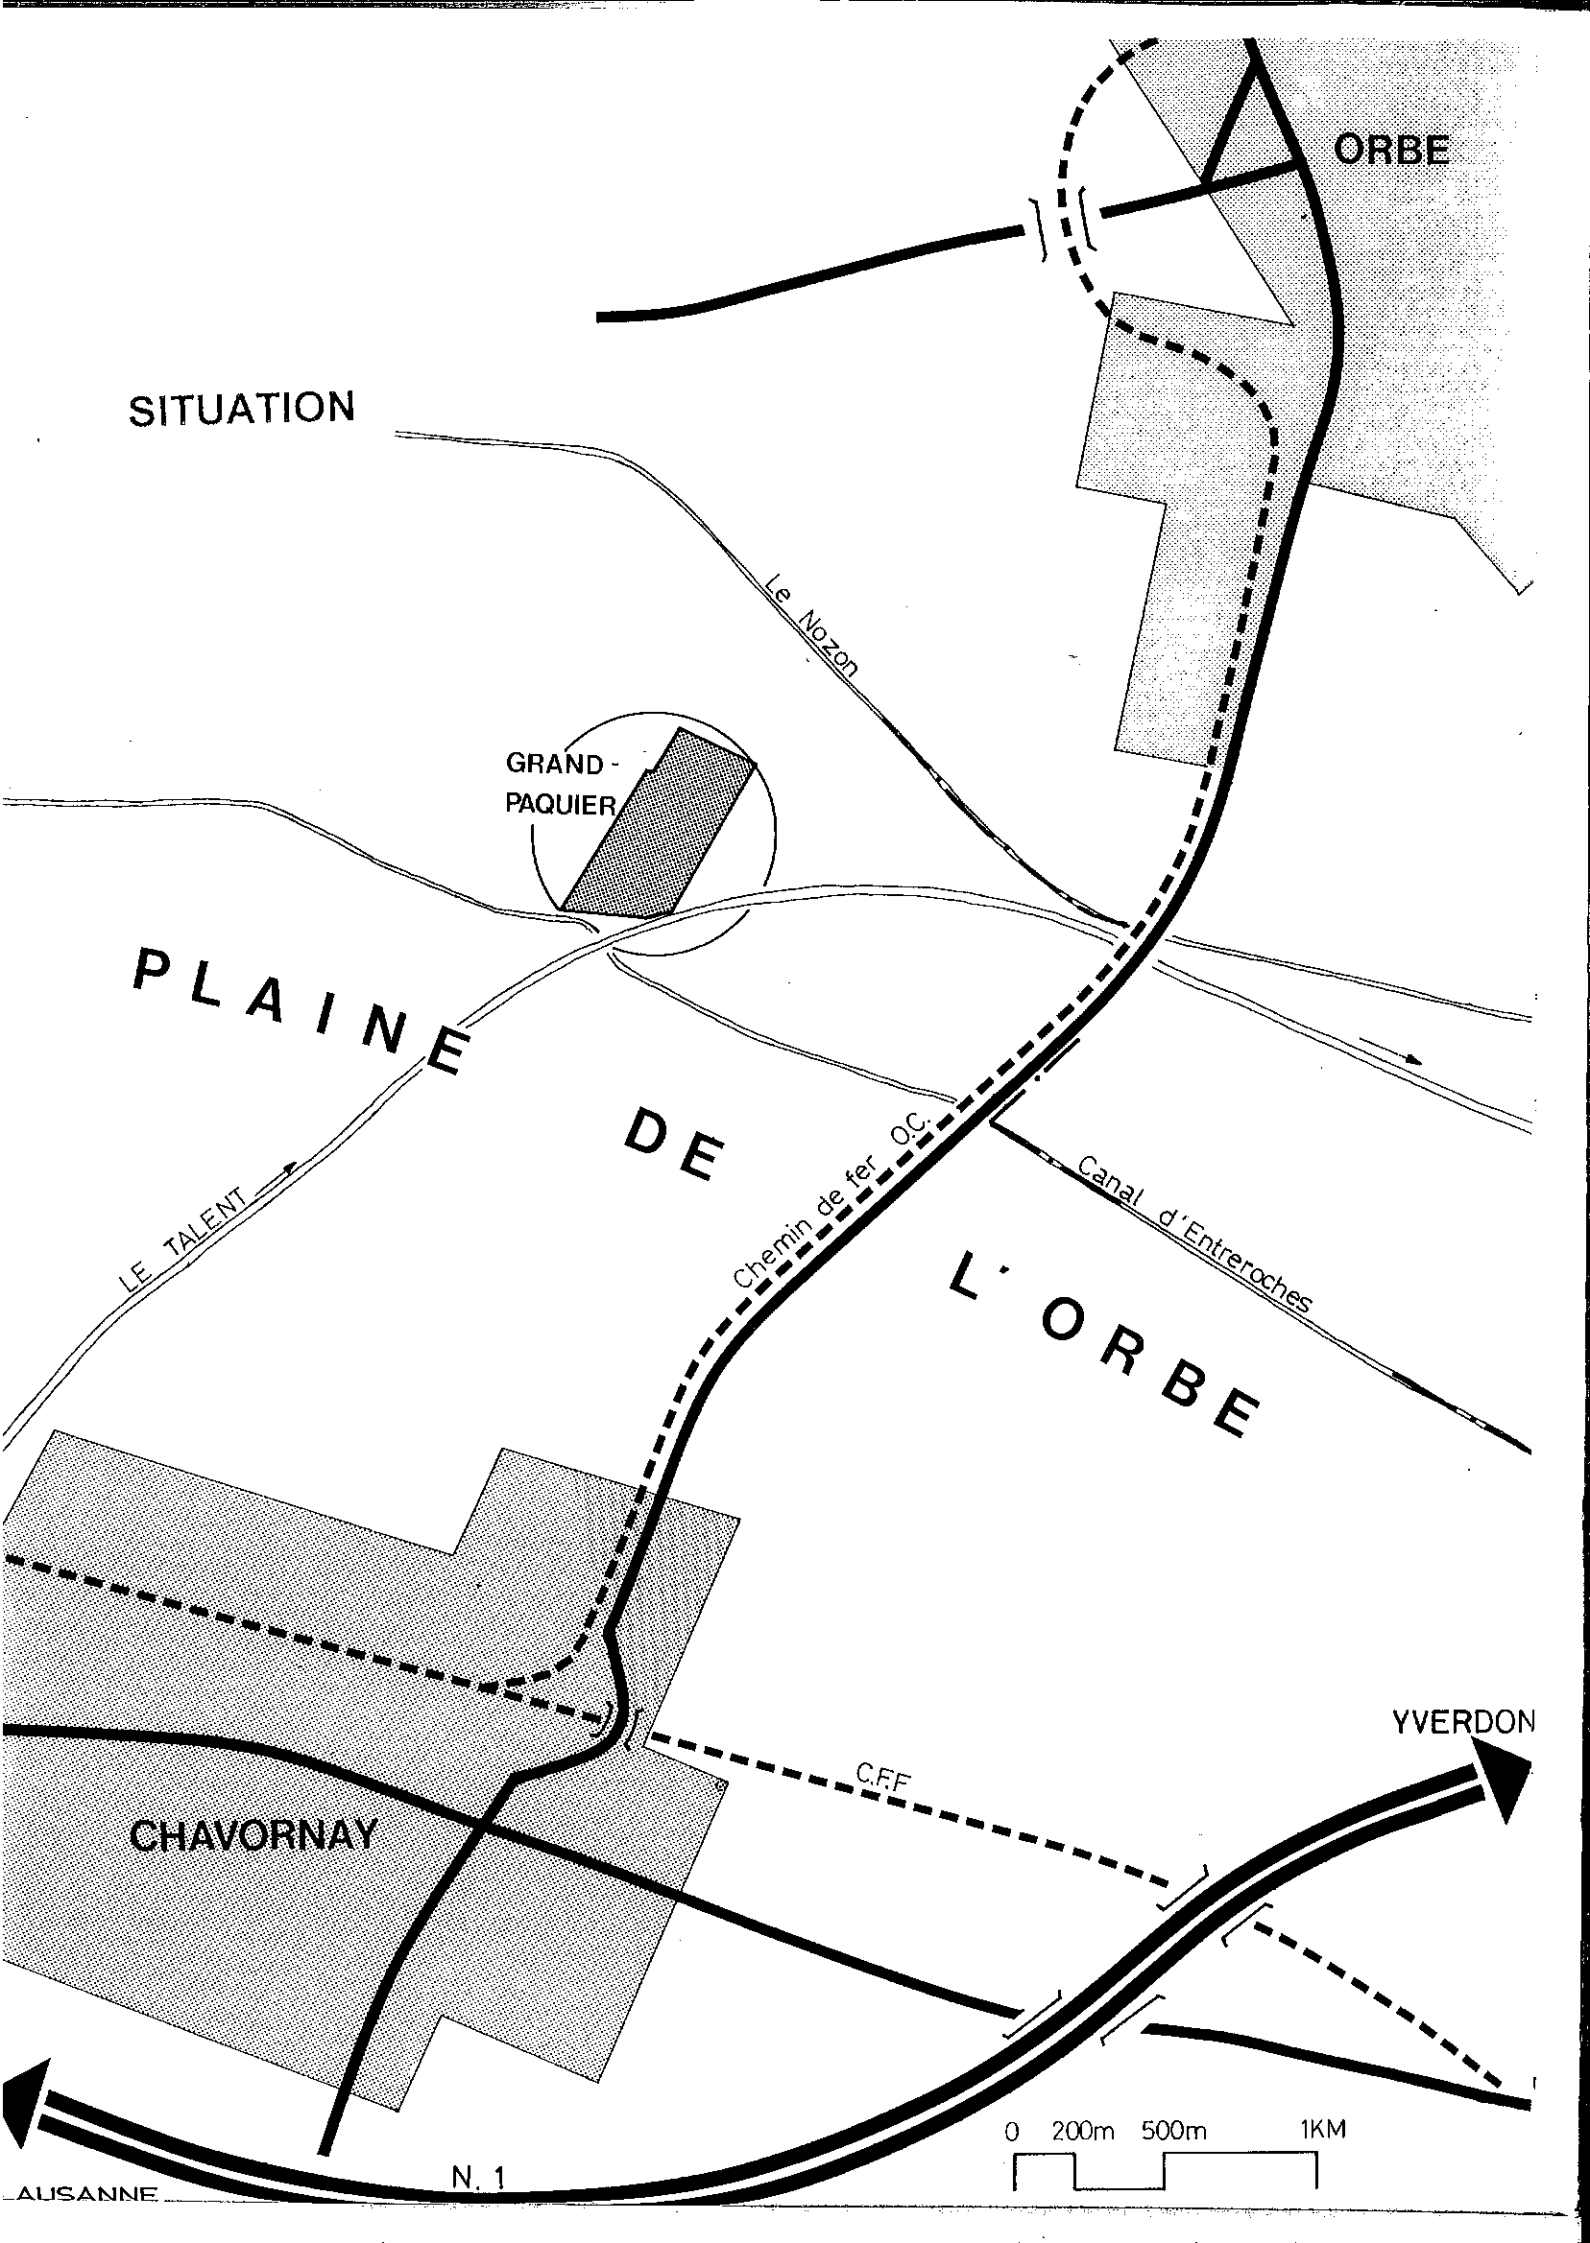 ORBE
SITUATION
Le Nozon
GRAND-
PAQUIER
PLAINE
DE
L'ORBE
LE TALENT
Chemin de fer O.C.
Canal d'Entreroches
YVERDON
C.F.F
CHAVORNAY
0 200m 500m 1KM
N.1
AUSANNE